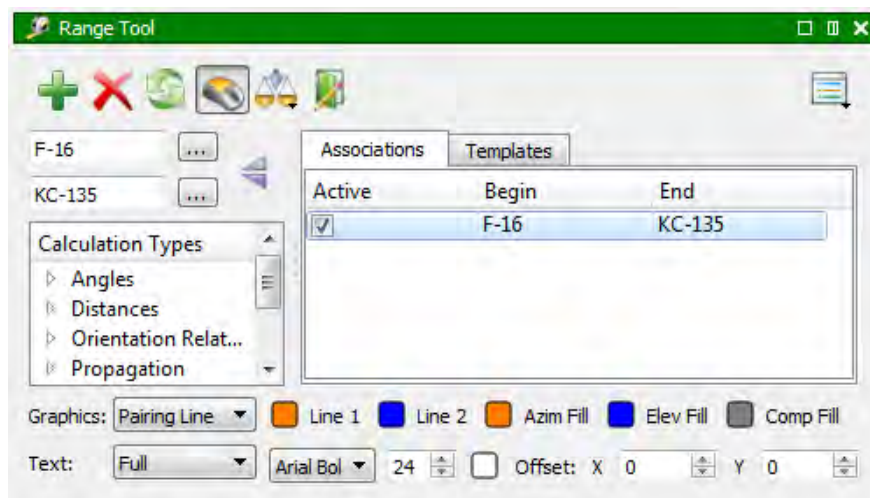 Range Tool
F-16
...
KC-135
...
Associations
Templates
Active Begin End
F-16 KC-135
Calculation Types
Angles
Distances
Orientation Relat...
Propagation
Graphics: Pairing Line Line 1 Line 2 Azim Fill Elev Fill Comp Fill
Text: Full Arial Bol 24 Offset: X 0 Y 0